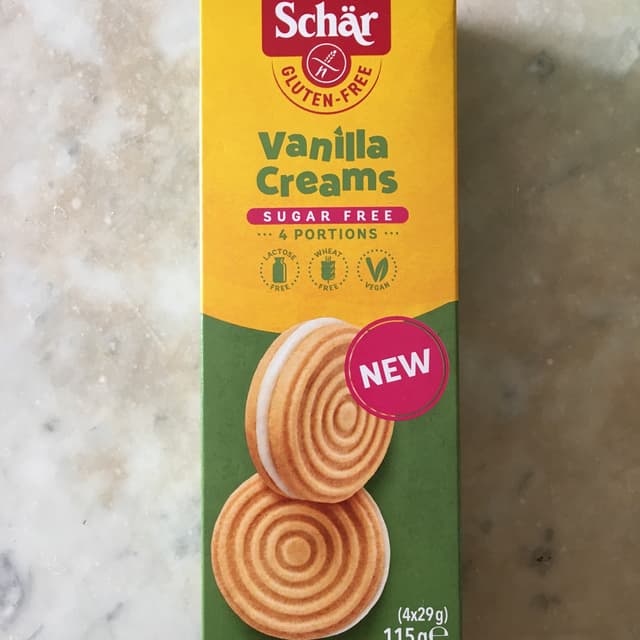 Schär
GLUTEN-FREE
Vanilla
Creams
SUGAR FREE
4 PORTIONS
LACTOSE
FREE
WHEAT
FREE
VEGAN
NEW
(4x29g)
115g℮